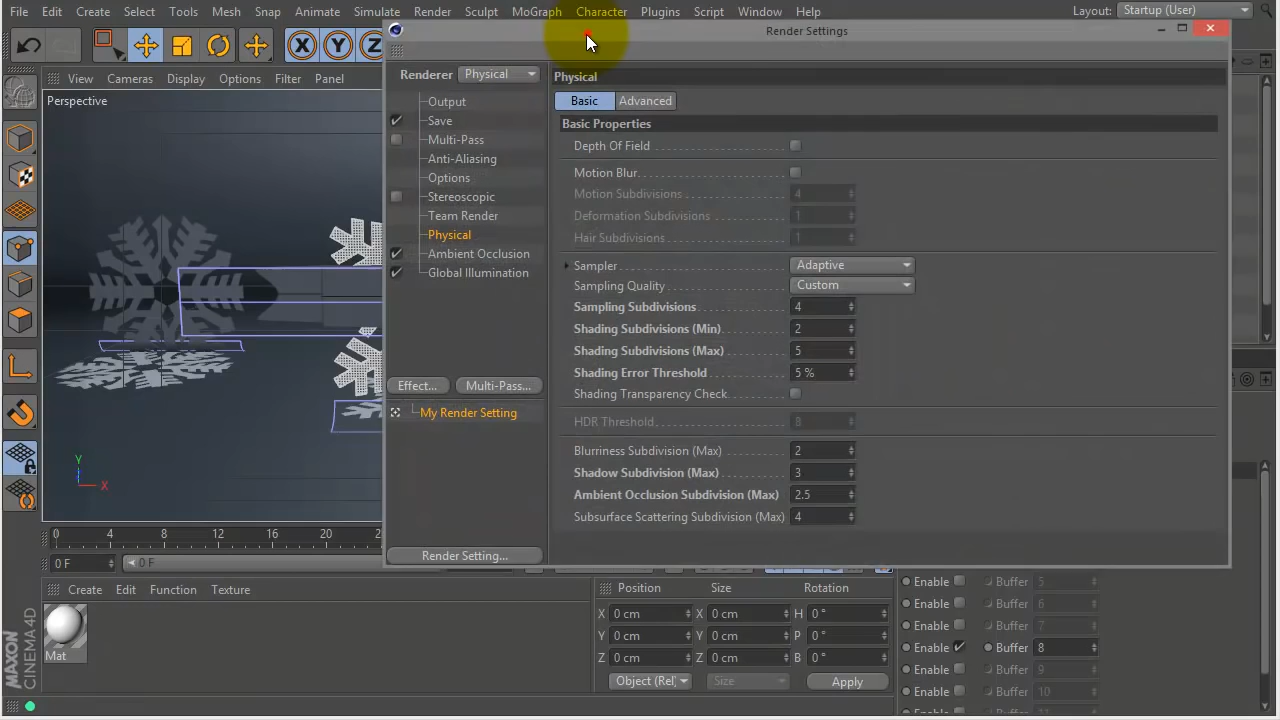 File Edit Create Select Tools Mesh Snap Animate Simulate Render Sculpt MoGraph Character Plugins Script Window Help Layout: Startup (User)
Render Settings
X Y Z
View Cameras Display Options Filter Panel
Perspective
Renderer Physical
Output
Save
Multi-Pass
Anti-Aliasing
Options
Stereoscopic
Team Render
Physical
Ambient Occlusion
Global Illumination
Effect... Multi-Pass...
My Render Setting
Render Setting...
Physical
Basic Advanced
Basic Properties
Depth Of Field
Motion Blur
Motion Subdivisions 4
Deformation Subdivisions 1
Hair Subdivisions 1
Sampler Adaptive
Sampling Quality Custom
Sampling Subdivisions 4
Shading Subdivisions (Min) 2
Shading Subdivisions (Max) 5
Shading Error Threshold 5 %
Shading Transparency Check
HDR Threshold 8
Blurriness Subdivision (Max) 2
Shadow Subdivision (Max) 3
Ambient Occlusion Subdivision (Max) 2.5
Subsurface Scattering Subdivision (Max) 4
Y
X
0 4 8 12 16 20
0 F 0 F
Create Edit Function Texture
Mat
MAXON
CINEMA 4D
Position Size Rotation
X 0 cm X 0 cm H 0 °
Y 0 cm Y 0 cm P 0 °
Z 0 cm Z 0 cm B 0 °
Object (Rel) Size Apply
Enable Buffer 5
Enable Buffer 6
Enable Buffer 7
Enable Buffer 8
Enable Buffer 9
Enable Buffer 10